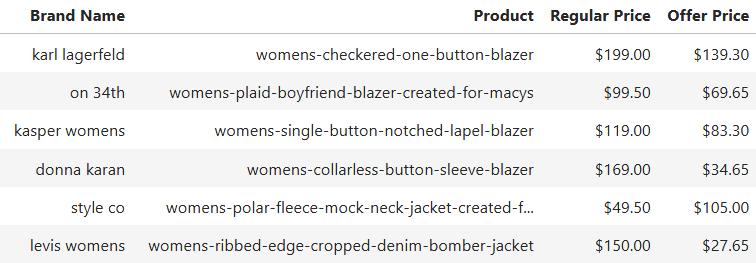 Brand Name Product Regular Price Offer Price
karl lagerfeld womens-checkered-one-button-blazer $199.00 $139.30
on 34th womens-plaid-boyfriend-blazer-created-for-macys $99.50 $69.65
kasper womens womens-single-button-notched-lapel-blazer $119.00 $83.30
donna karan womens-collarless-button-sleeve-blazer $169.00 $34.65
style co womens-polar-fleece-mock-neck-jacket-created-f... $49.50 $105.00
levis womens womens-ribbed-edge-cropped-denim-bomber-jacket $150.00 $27.65